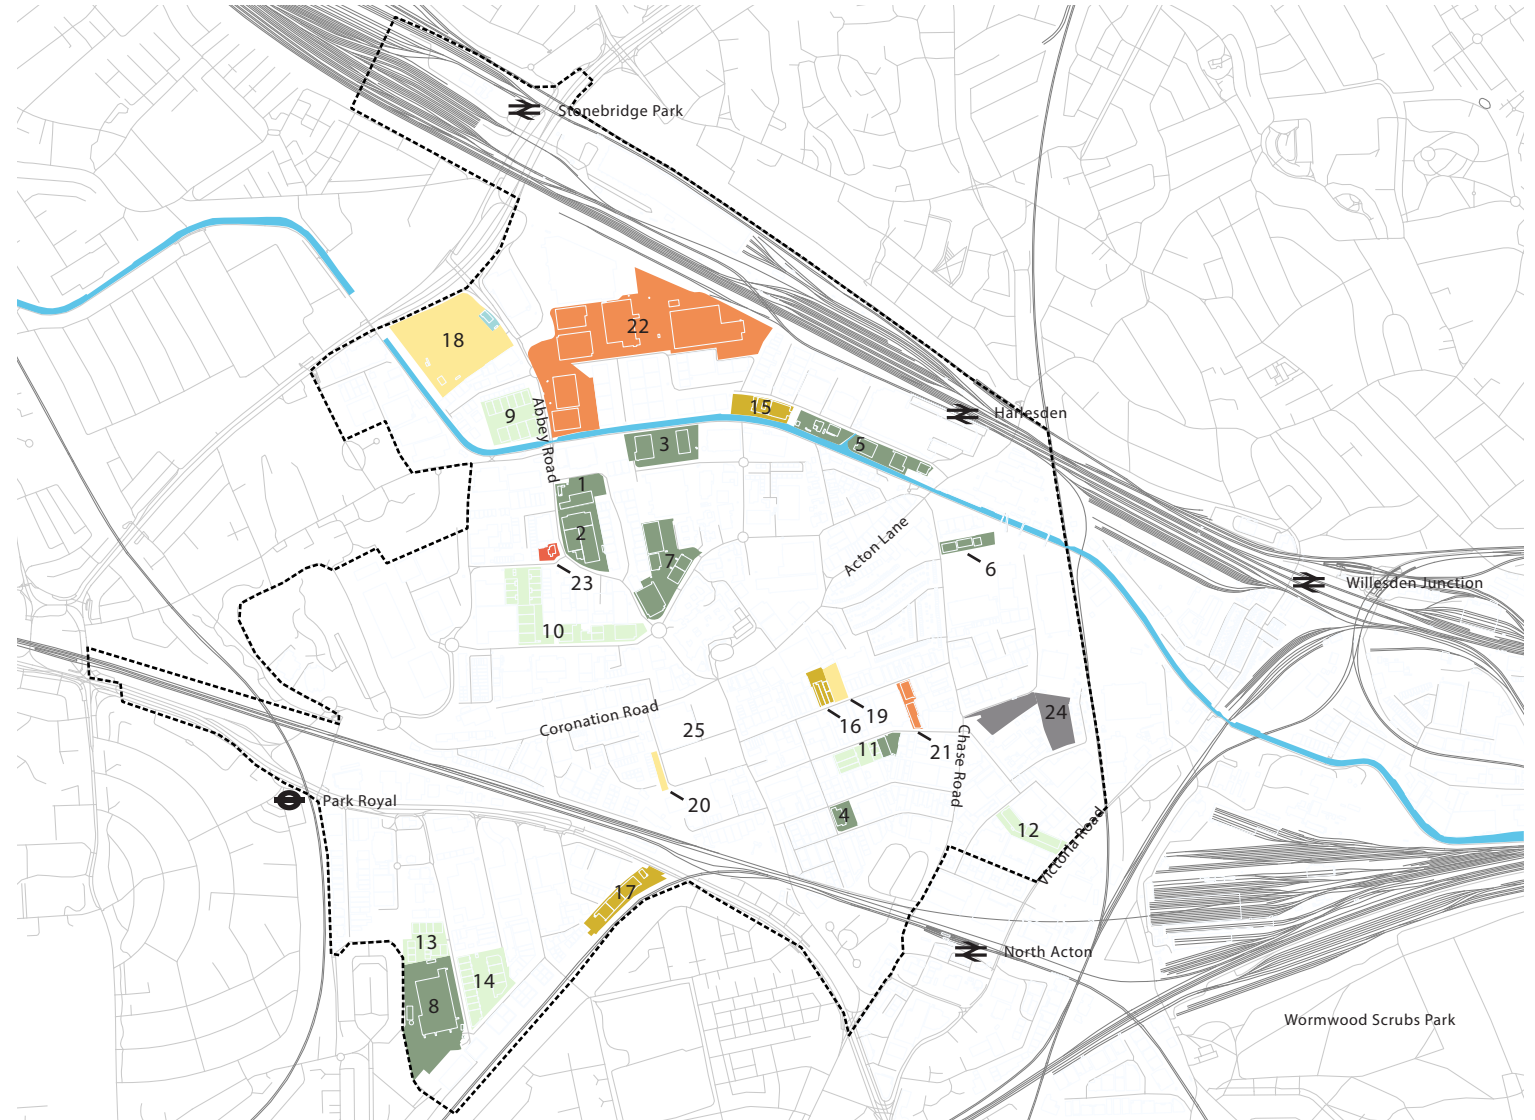 Stonebridge Park
22
18
15
Harlesden
9
Abbey Road
3
5
1
2
Acton Lane
7
6
23
Willesden Junction
10
Coronation Road
25
16
19
24
21
11
Chase Road
Park Royal
20
4
12
Victoria Road
17
13
14
8
North Acton
Wormwood Scrubs Park